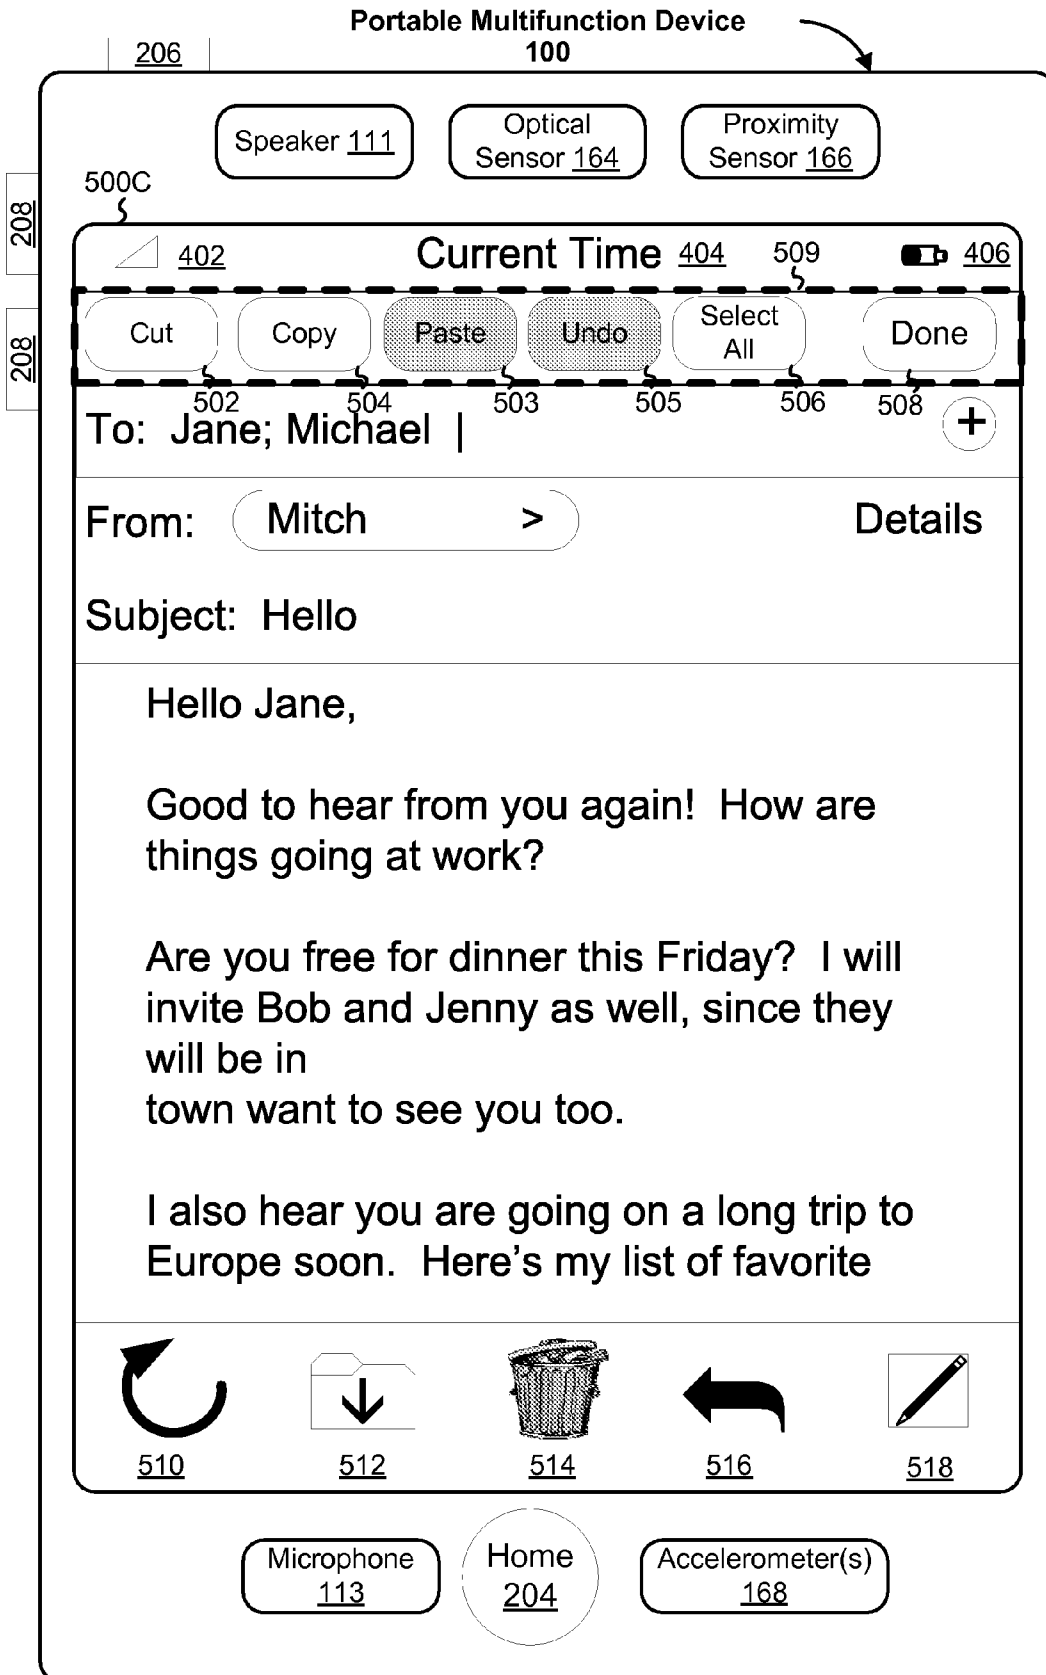 Portable Multifunction Device
100
206
Speaker 111
Optical
Sensor 164
Proximity
Sensor 166
500C
208
208
402
Current Time 404
509
406
Cut
Copy
Paste
Undo
Select
All
Done
502
504
503
505
506
508
To: Jane; Michael |
+
From: Mitch >
Details
Subject: Hello
Hello Jane,
Good to hear from you again! How are
things going at work?
Are you free for dinner this Friday? I will
invite Bob and Jenny as well, since they
will be in
town want to see you too.
I also hear you are going on a long trip to
Europe soon. Here's my list of favorite
510
512
514
516
518
Microphone
113
Home
204
Accelerometer(s)
168